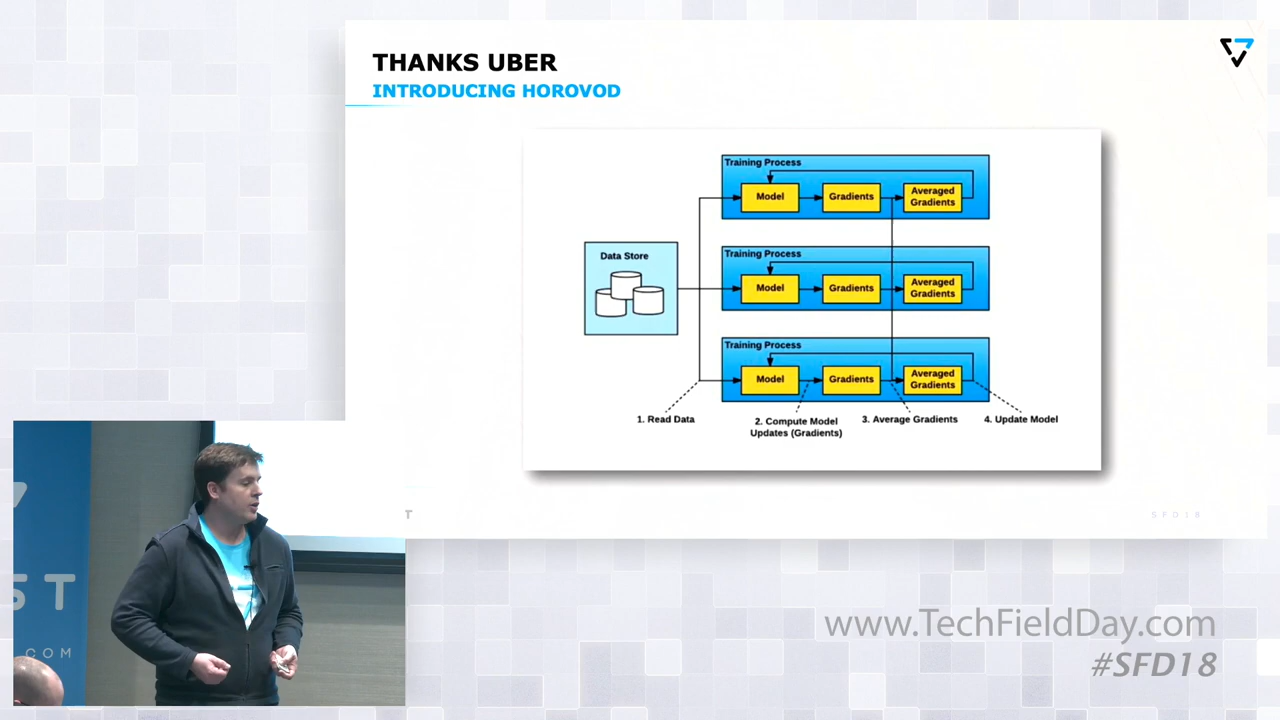 THANKS UBER
INTRODUCING HOROVOD
Training Process
Model
Gradients
Averaged
Gradients
Data Store
Training Process
Model
Gradients
Averaged
Gradients
Training Process
Model
Gradients
Averaged
Gradients
1. Read Data
2. Compute Model
Updates (Gradients)
3. Average Gradients
4. Update Model
T
SFD18
ST
COM
www.TechFieldDay.com
#SFD18